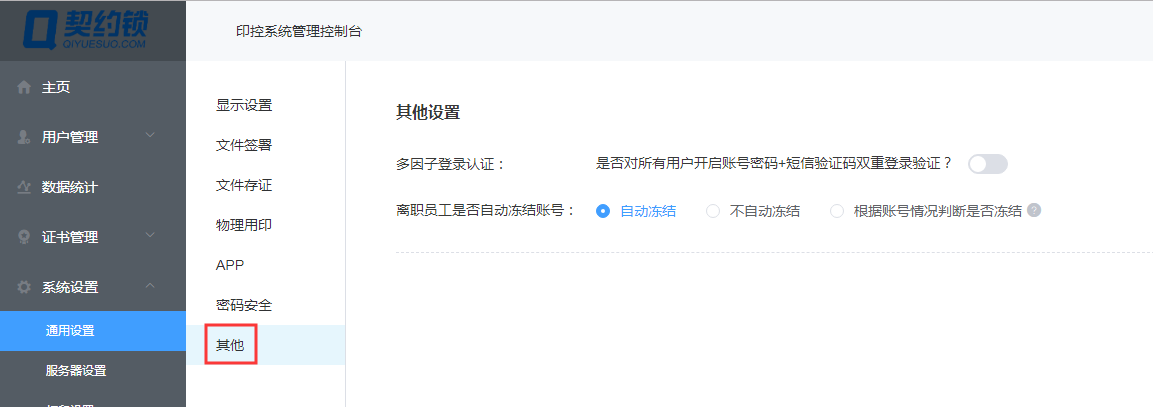 契约锁
QIYUESUO.COM
印控系统管理控制台
主页
用户管理
数据统计
证书管理
系统设置
通用设置
服务器设置
显示设置
文件签署
文件存证
物理用印
APP
密码安全
其他
其他设置
多因子登录认证： 是否对所有用户开启账号密码+短信验证码双重登录验证？
离职员工是否自动冻结账号： 自动冻结 不自动冻结 根据账号情况判断是否冻结 ?